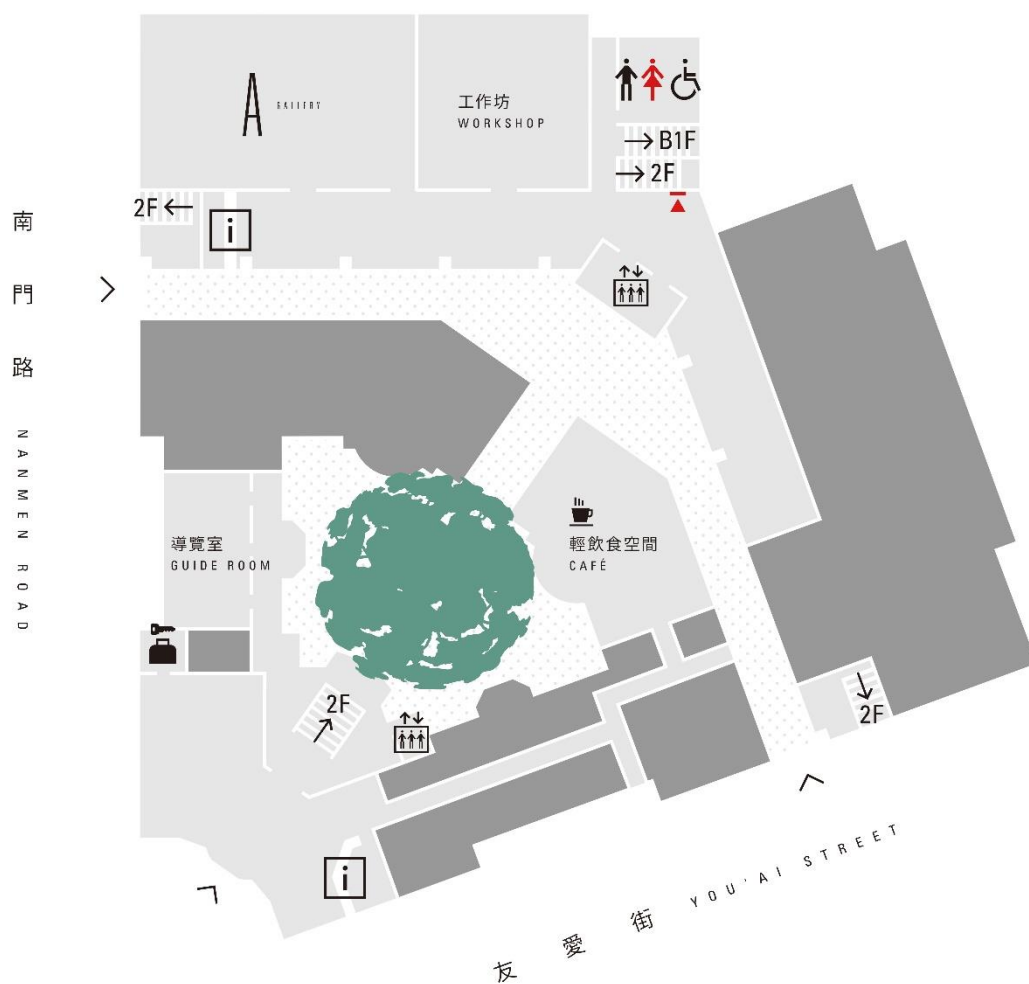 A GALLERY
工作坊
WORKSHOP
B1F
2F
2F
i
南門路 NANMEN ROAD
導覽室
GUIDE ROOM
輕飲食空間
CAFÉ
2F
2F
i
友愛街 YOU'AI STREET